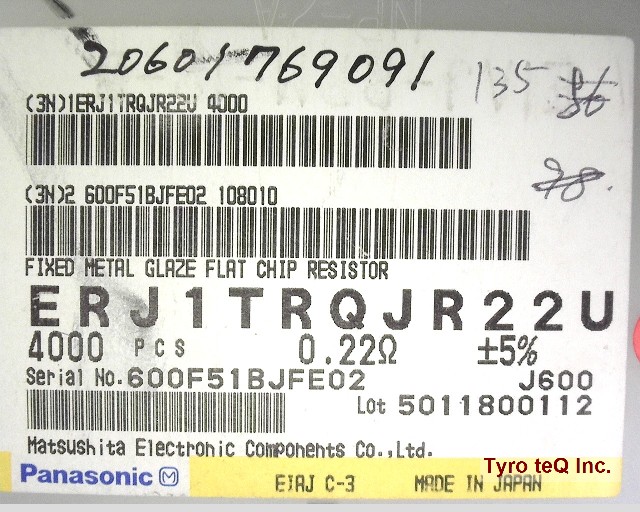 20601769091 135
(3N)1ERJ1TRQJR22U 4000
(3N)2 600F51BJFE02 108010
FIXED METAL GLAZE FLAT CHIP RESISTOR
ERJ1TRQJR22U
4000 PCS 0.22Ω ±5%
Serial No.600F51BJFE02 J600
Lot 5011800112
Matsushita Electronic Components Co.,Ltd.
Panasonic M EIAJ C-3 MADE IN JAPAN
Tyro teQ Inc.